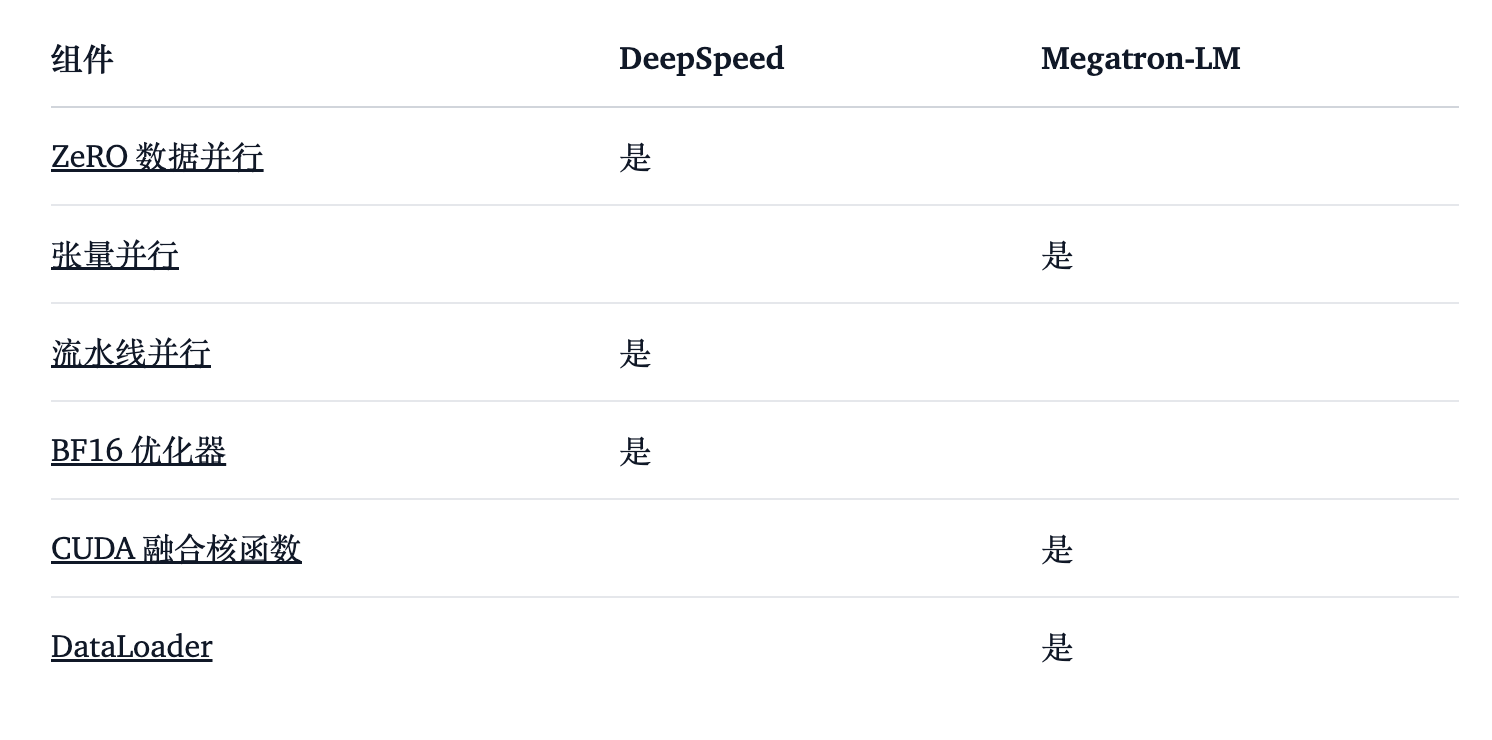 组件 DeepSpeed Megatron-LM
ZeRO 数据并行 是
张量并行 是
流水线并行 是
BF16 优化器 是
CUDA 融合核函数 是
DataLoader 是